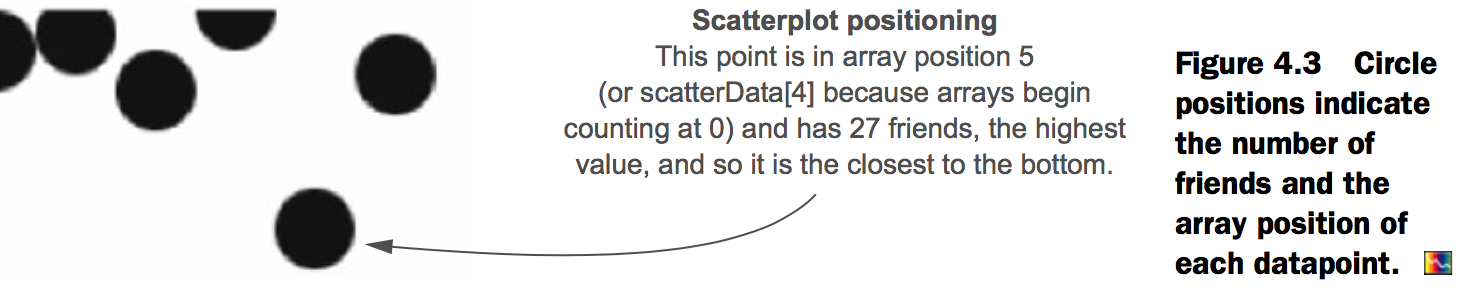 Scatterplot positioning
This point is in array position 5
(or scatterData[4] because arrays begin
counting at 0) and has 27 friends, the highest
value, and so it is the closest to the bottom.
Figure 4.3 Circle
positions indicate
the number of
friends and the
array position of
each datapoint.